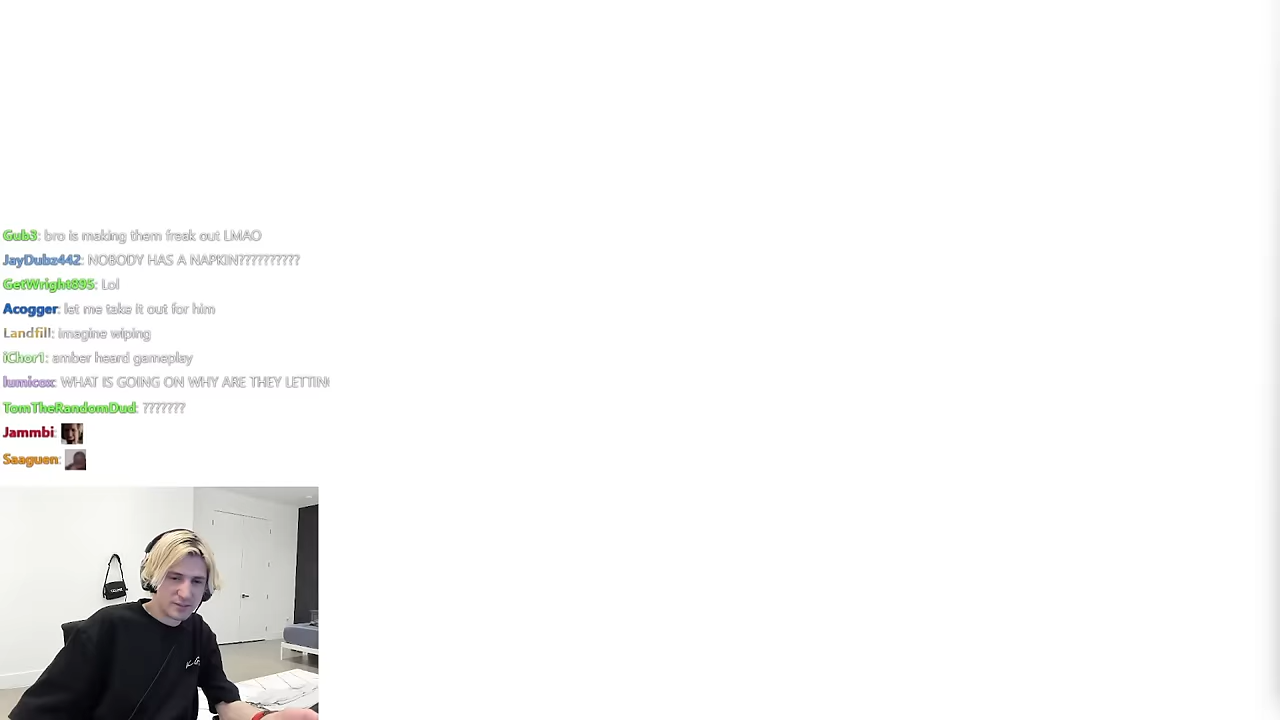 Gub3: bro is making them freak out LMAO
JayDubz442: NOBODY HAS A NAPKIN??????????
GetWright895: Lol
Acogger: let me take it out for him
Landfill: imagine wiping
iChor1: amber heard gameplay
lumicox: WHAT IS GOING ON WHY ARE THEY LETTING
TomTheRandomDud: ???????
Jammbi:
Saaguen: